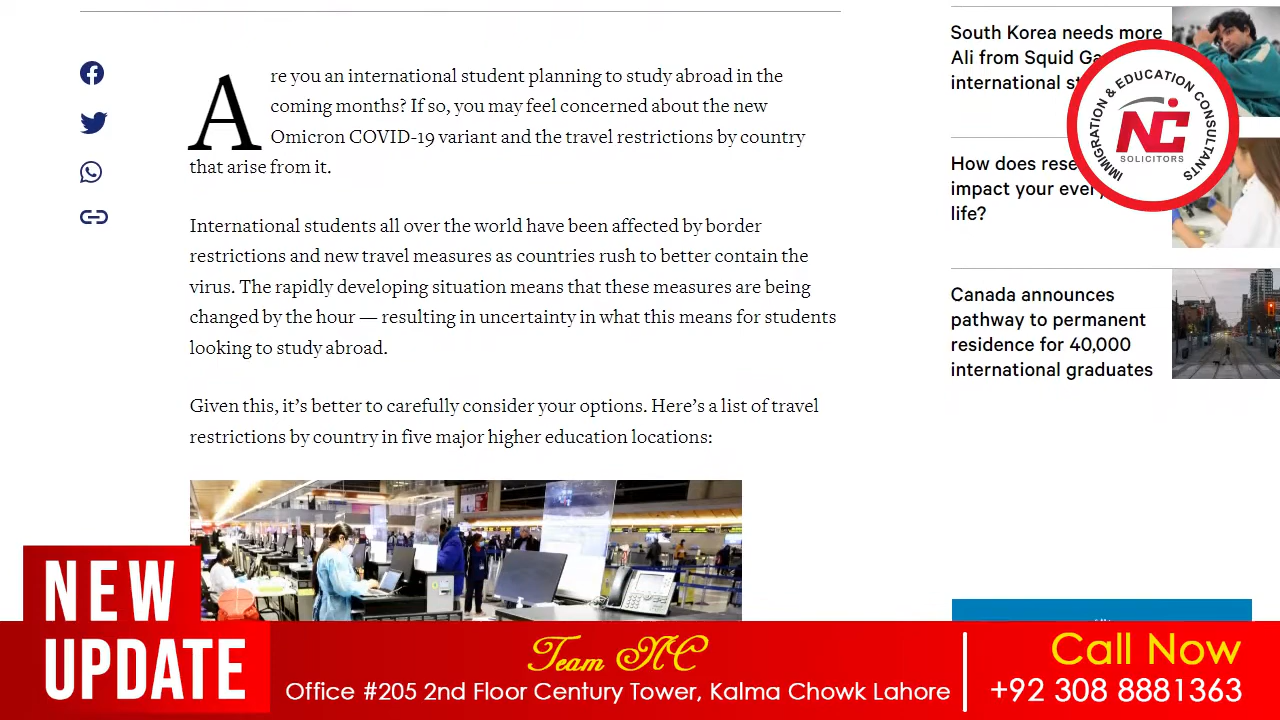 Are you an international student planning to study abroad in the
coming months? If so, you may feel concerned about the new
Omicron COVID-19 variant and the travel restrictions by country
that arise from it.
International students all over the world have been affected by border
restrictions and new travel measures as countries rush to better contain the
virus. The rapidly developing situation means that these measures are being
changed by the hour — resulting in uncertainty in what this means for students
looking to study abroad.
Given this, it’s better to carefully consider your options. Here’s a list of travel
restrictions by country in five major higher education locations:
South Korea needs more
Ali from Squid
international
How does
impact your
life?
Canada announces
pathway to permanent
residence for 40,000
international graduates
IMMIGRATION & EDUCATION CONSULTANTS
NC
SOLICITORS
NEW
UPDATE
Team NC
Office #205 2nd Floor Century Tower, Kalma Chowk Lahore
Call Now
+92 308 8881363